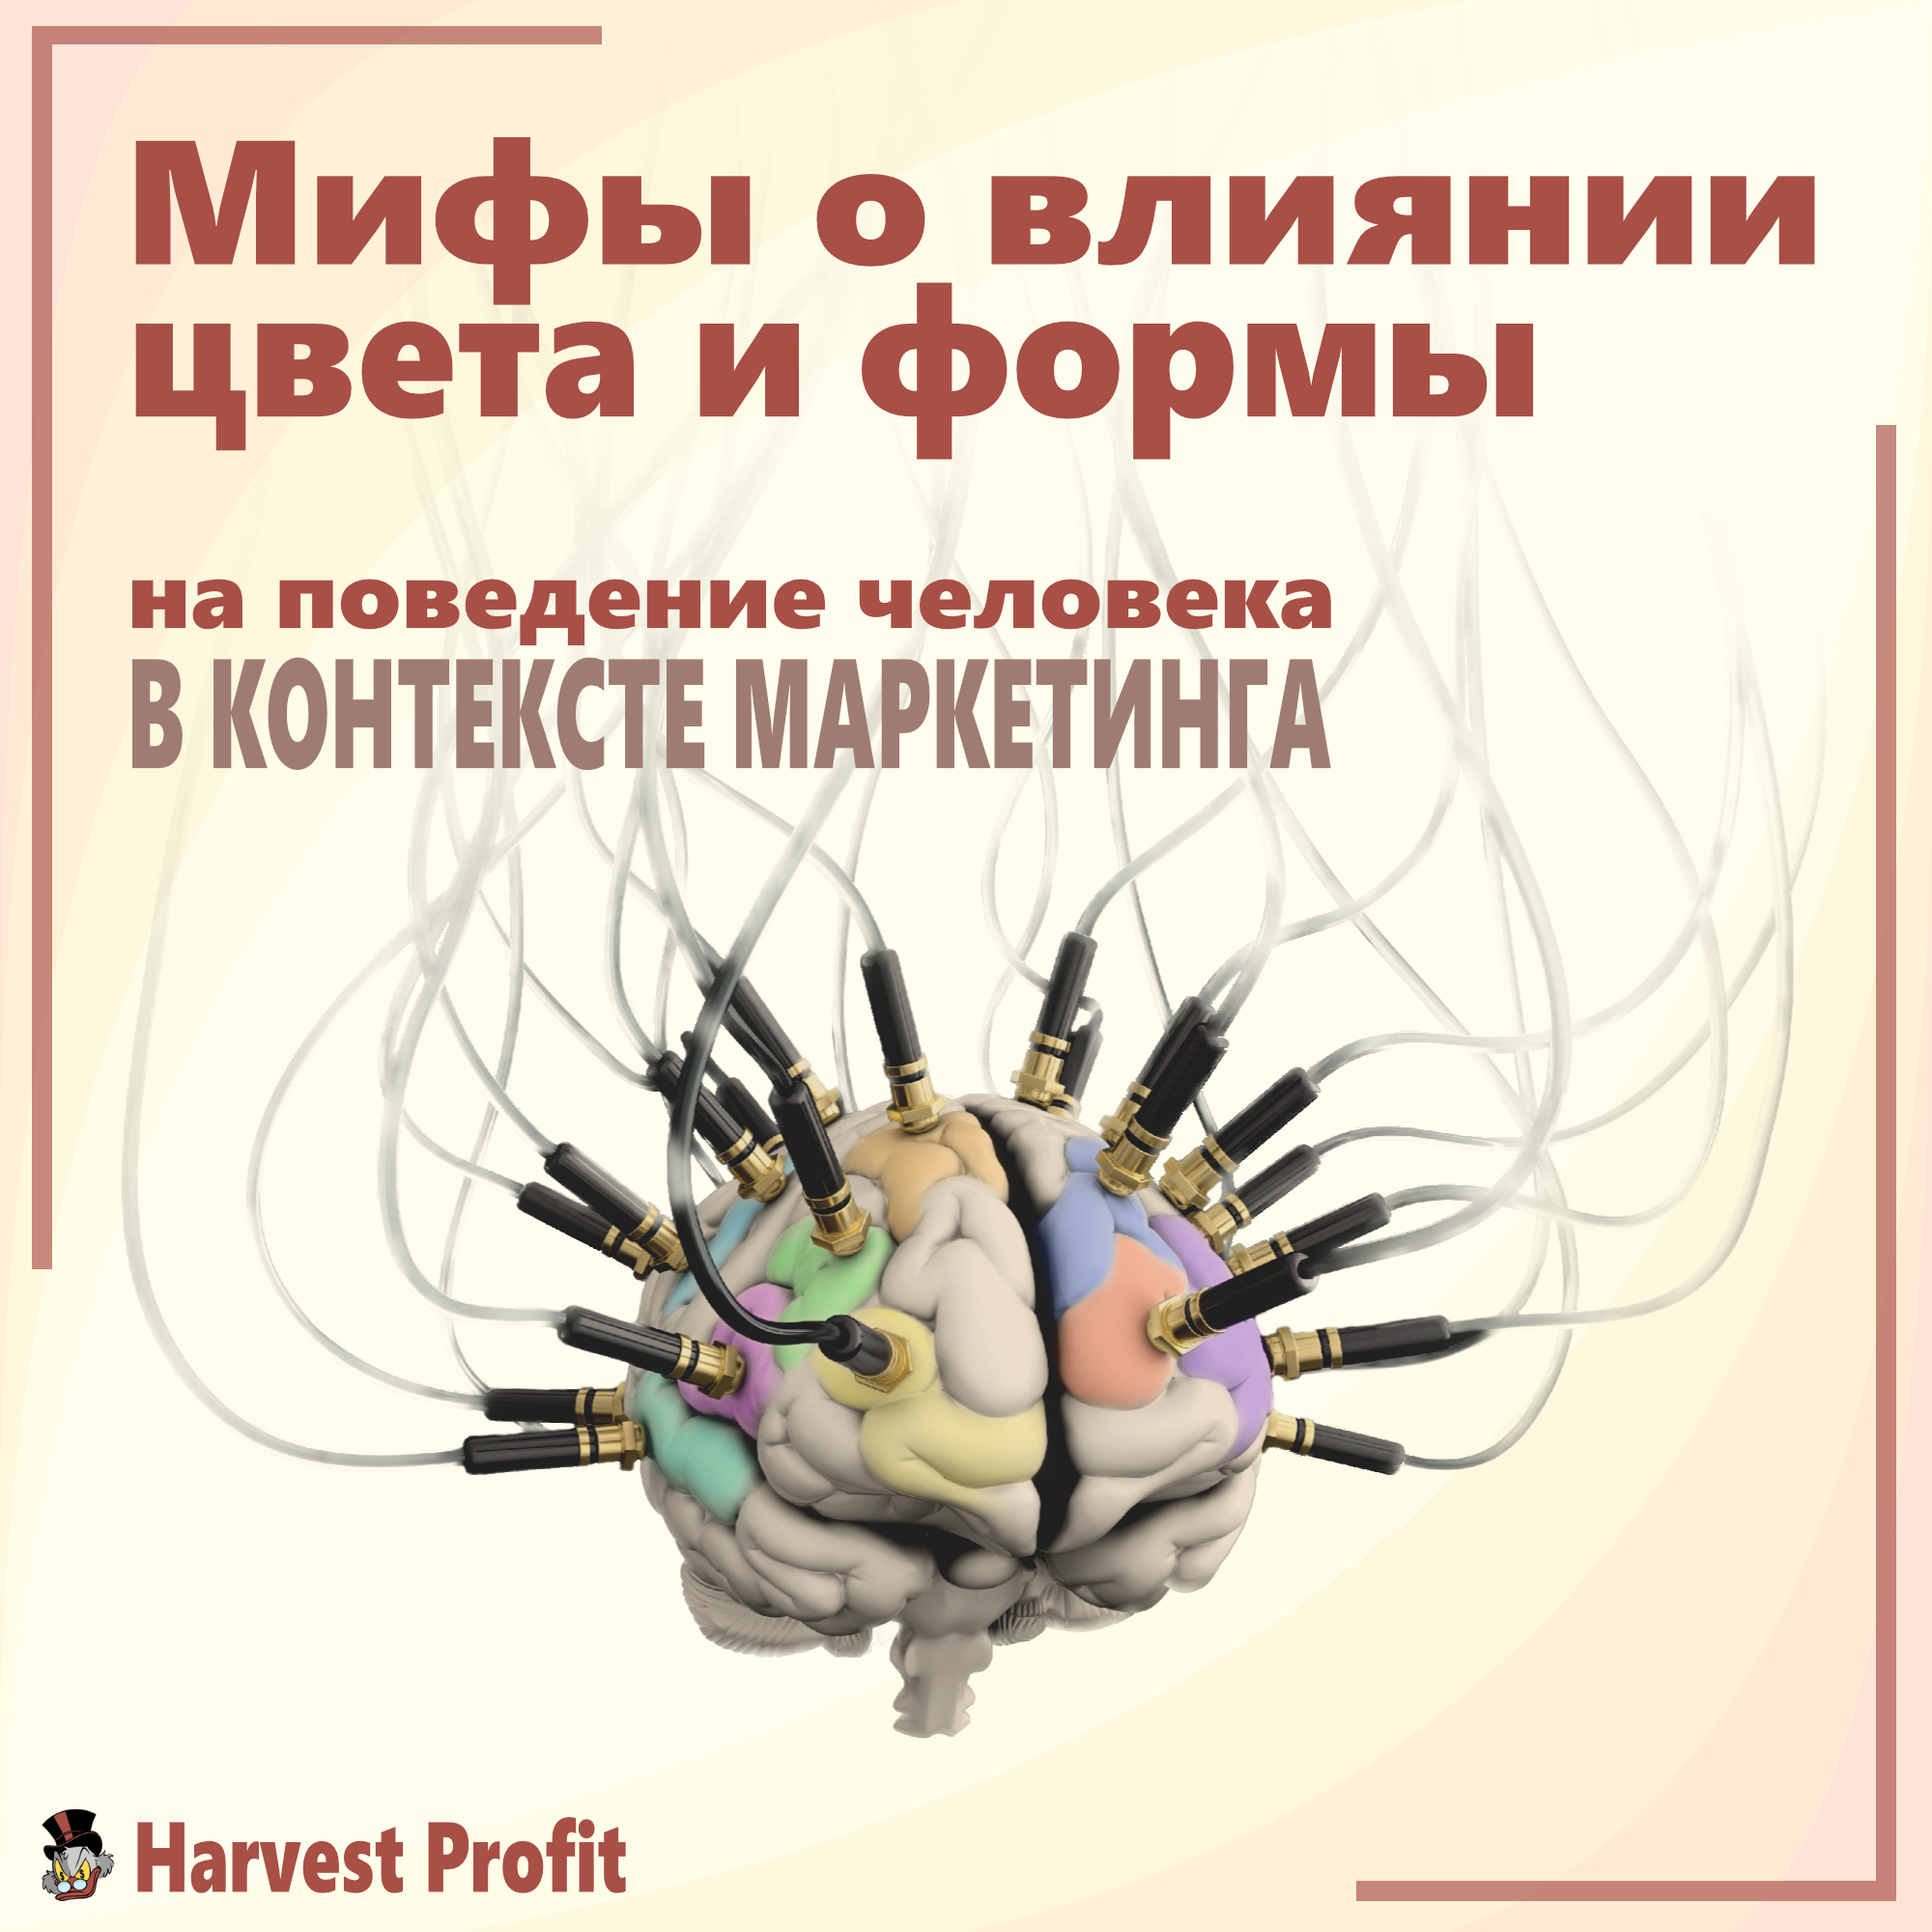 Мифы о влиянии
цвета и формы
на поведение человека
В КОНТЕКСТЕ МАРКЕТИНГА
Harvest Profit